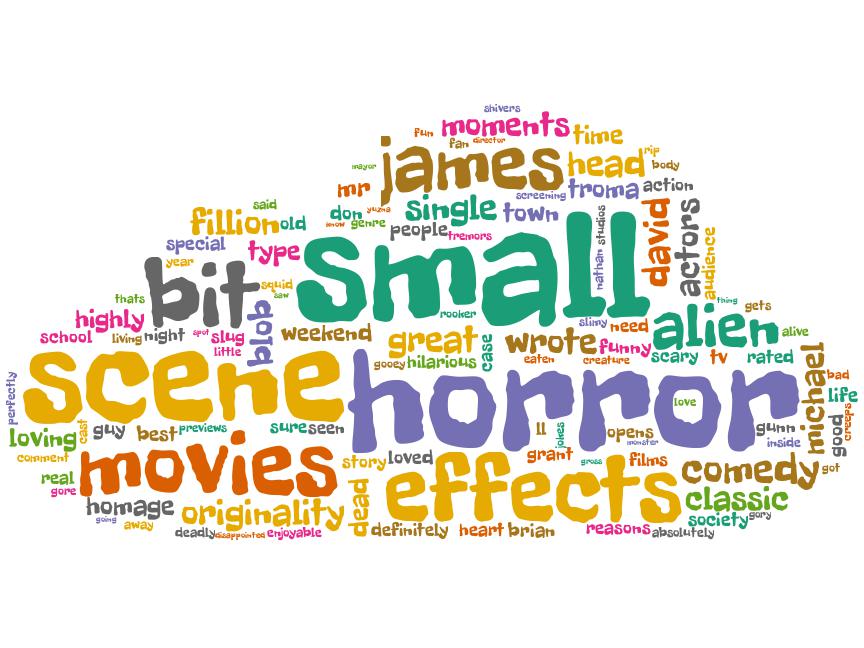 shivers
fun moments time
fan director
james head rip body
mayor
mr screening troma action
said don yuzna single town
fillion old know genre people tremors
special type small nathan studios david actors audience
year
bit squid saw
thats rooker thing gets
highly blob weekend great wrote slimy need alien alive
school living night spot slug
little gooey hilarious case eaten funny creature scary tv rated
scene horror love michael bad
perfectly life
creeps
loving cast guy best previews sure seen ll jokes opens monster gunn inside good
comment movies story loved grant gross films comedy got
real
gore effects classic
homage originality dead society gory
going away
deadly disappointed enjoyable definitely heart brian reasons absolutely